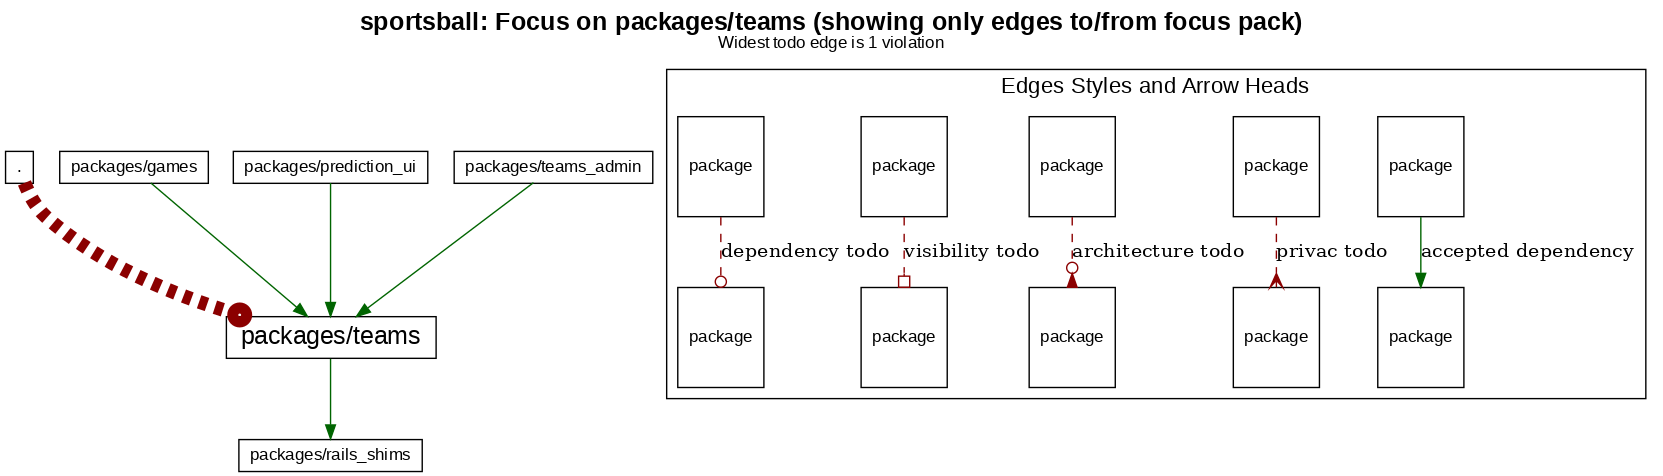 sportsball: Focus on packages/teams (showing only edges to/from focus pack)
Widest todo edge is 1 violation
Edges Styles and Arrow Heads
.
packages/games
packages/prediction_ui
packages/teams_admin
package
package
package
package
package
dependency todo
visibility todo
architecture todo
privac todo
accepted dependency
packages/teams
package
package
package
package
package
packages/rails_shims